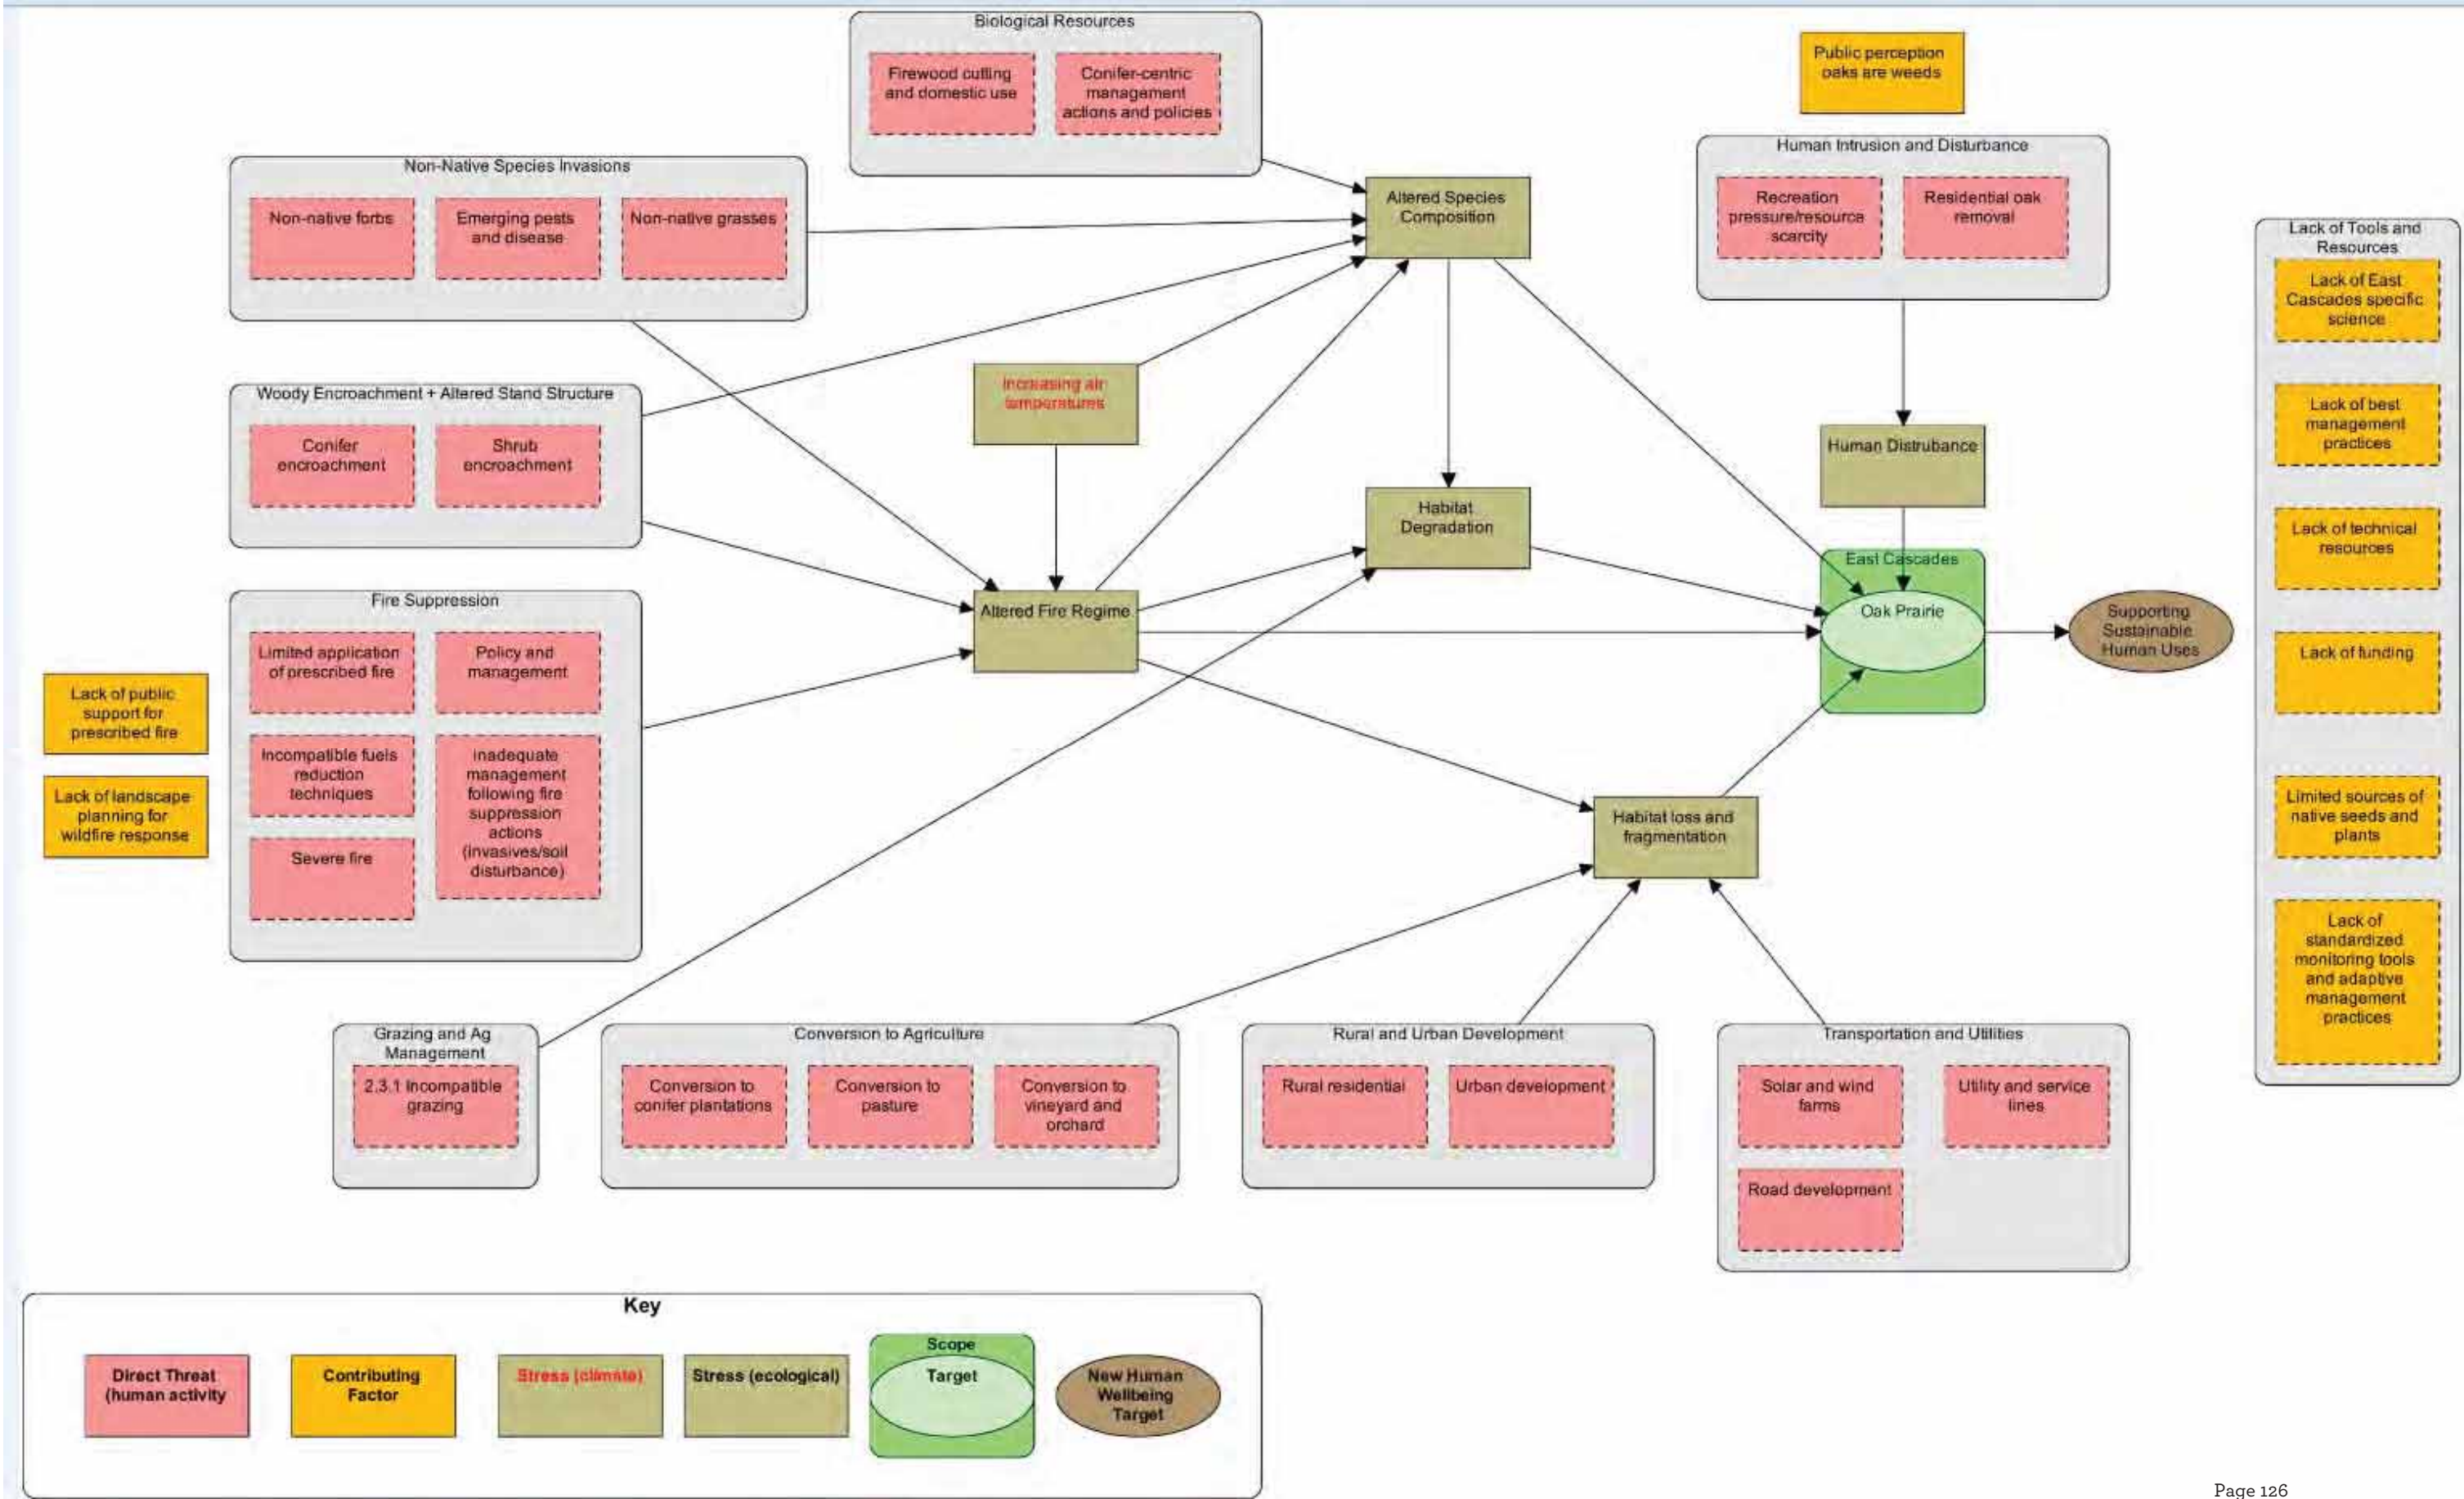 Biological Resources
Firewood cutting
and domestic use
Conifer-centric
management
actions and policies
Public perception
oaks are weeds
Non-Native Species Invasions
Non-native forbs
Emerging pests
and disease
Non-native grasses
Altered Species
Composition
Human Intrusion and Disturbance
Recreation
pressure/resource
scarcity
Residential oak
removal
Lack of Tools and
Resources
Lack of East
Cascades specific
science
Lack of best
management
practices
Lack of technical
resources
Lack of funding
Limited sources of
native seeds and
plants
Lack of
standardized
monitoring tools
and adaptive
management
practices
Woody Encroachment + Altered Stand Structure
Conifer
encroachment
Shrub
encroachment
Increasing air
temperatures
Human Distrubance
Habitat
Degradation
East Cascades
Oak Prairie
Supporting
Sustainable
Human Uses
Altered Fire Regime
Fire Suppression
Limited application
of prescribed fire
Policy and
management
Incompatible fuels
reduction
techniques
Inadequate
management
following fire
suppression
actions
(invasives/soil
disturbance)
Severe fire
Lack of public
support for
prescribed fire
Lack of landscape
planning for
wildfire response
Habitat loss and
fragmentation
Grazing and Ag
Management
2.3.1 Incompatible
grazing
Conversion to Agriculture
Conversion to
conifer plantations
Conversion to
pasture
Conversion to
vineyard and
orchard
Rural and Urban Development
Rural residential
Urban development
Transportation and Utilities
Solar and wind
farms
Utility and service
lines
Road development
Key
Direct Threat
(human activity
Contributing
Factor
Stress (climate)
Stress (ecological)
Scope
Target
New Human
Wellbeing
Target
Page 126